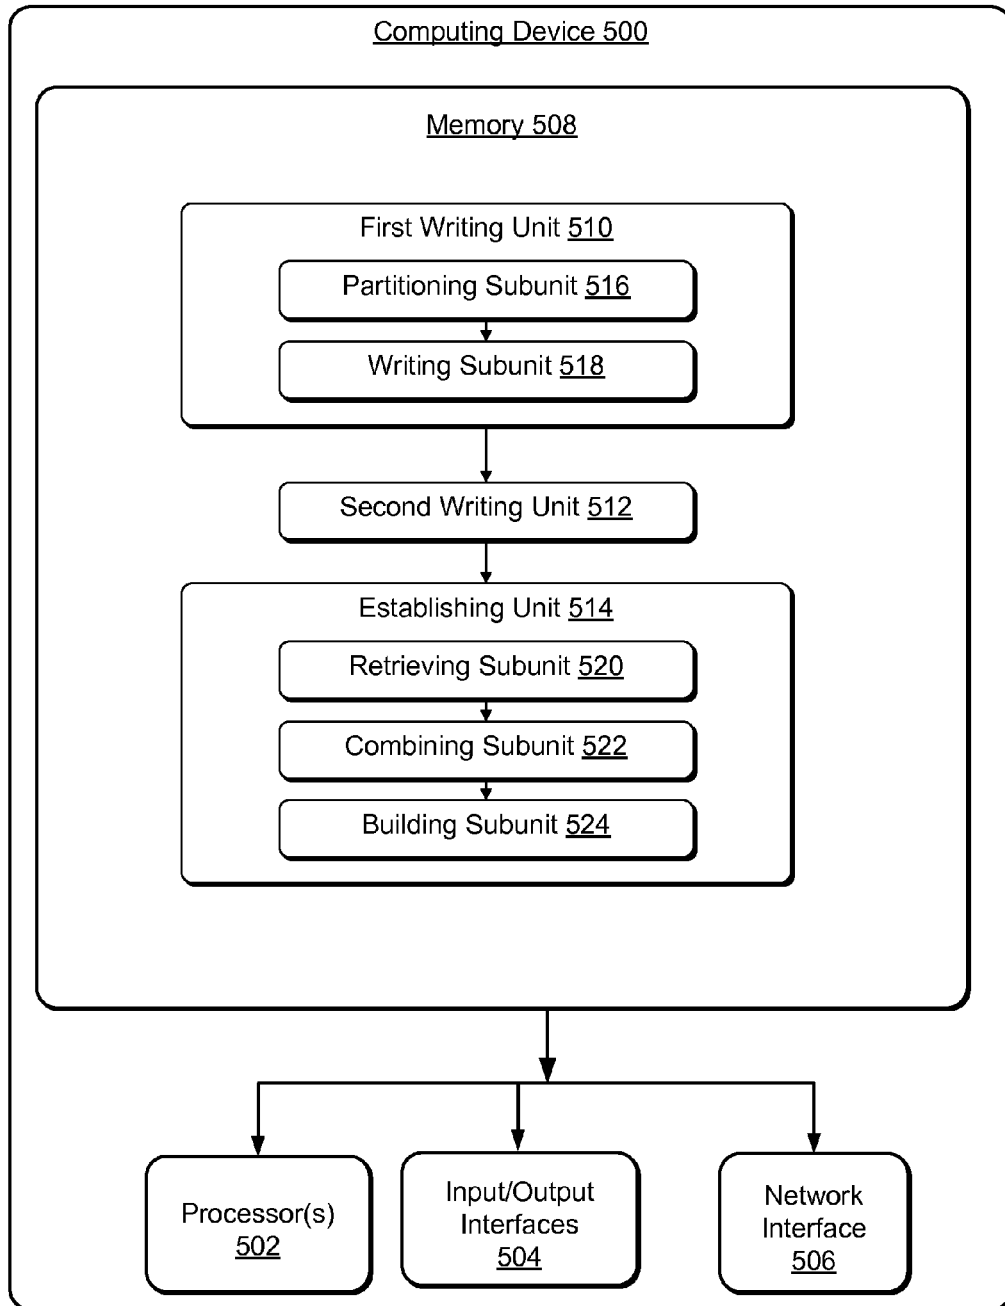 Computing Device 500
Memory 508
First Writing Unit 510
Partitioning Subunit 516
Writing Subunit 518
Second Writing Unit 512
Establishing Unit 514
Retrieving Subunit 520
Combining Subunit 522
Building Subunit 524
Processor(s)
502
Input/Output
Interfaces
504
Network
Interface
506